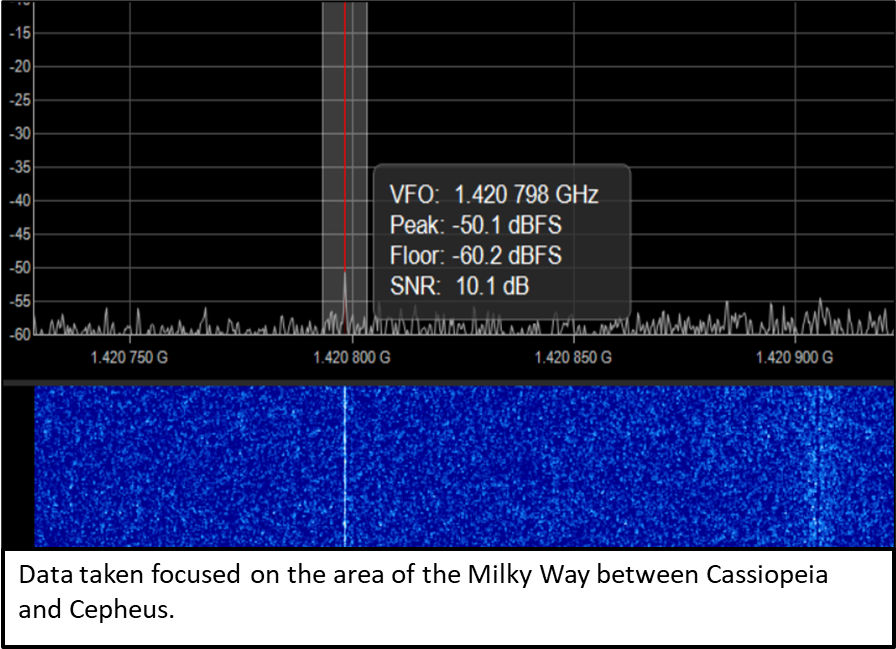 -15
-20
-25
-30
-35
-40
-45
-50
-55
-60
VFO: 1.420 798 GHz
Peak: -50.1 dBFS
Floor: -60.2 dBFS
SNR: 10.1 dB
1.420 750 G 1.420 800 G 1.420 850 G 1.420 900 G
Data taken focused on the area of the Milky Way between Cassiopeia
and Cepheus.